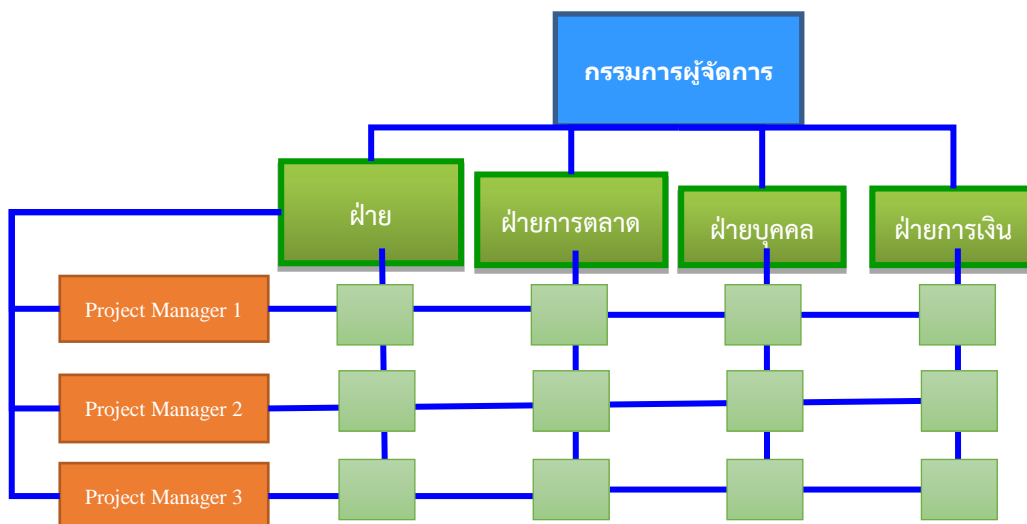 กรรมการผู้จัดการ
ฝ่าย
ฝ่ายการตลาด
ฝ่ายบุคคล
ฝ่ายการเงิน
Project Manager 1
Project Manager 2
Project Manager 3